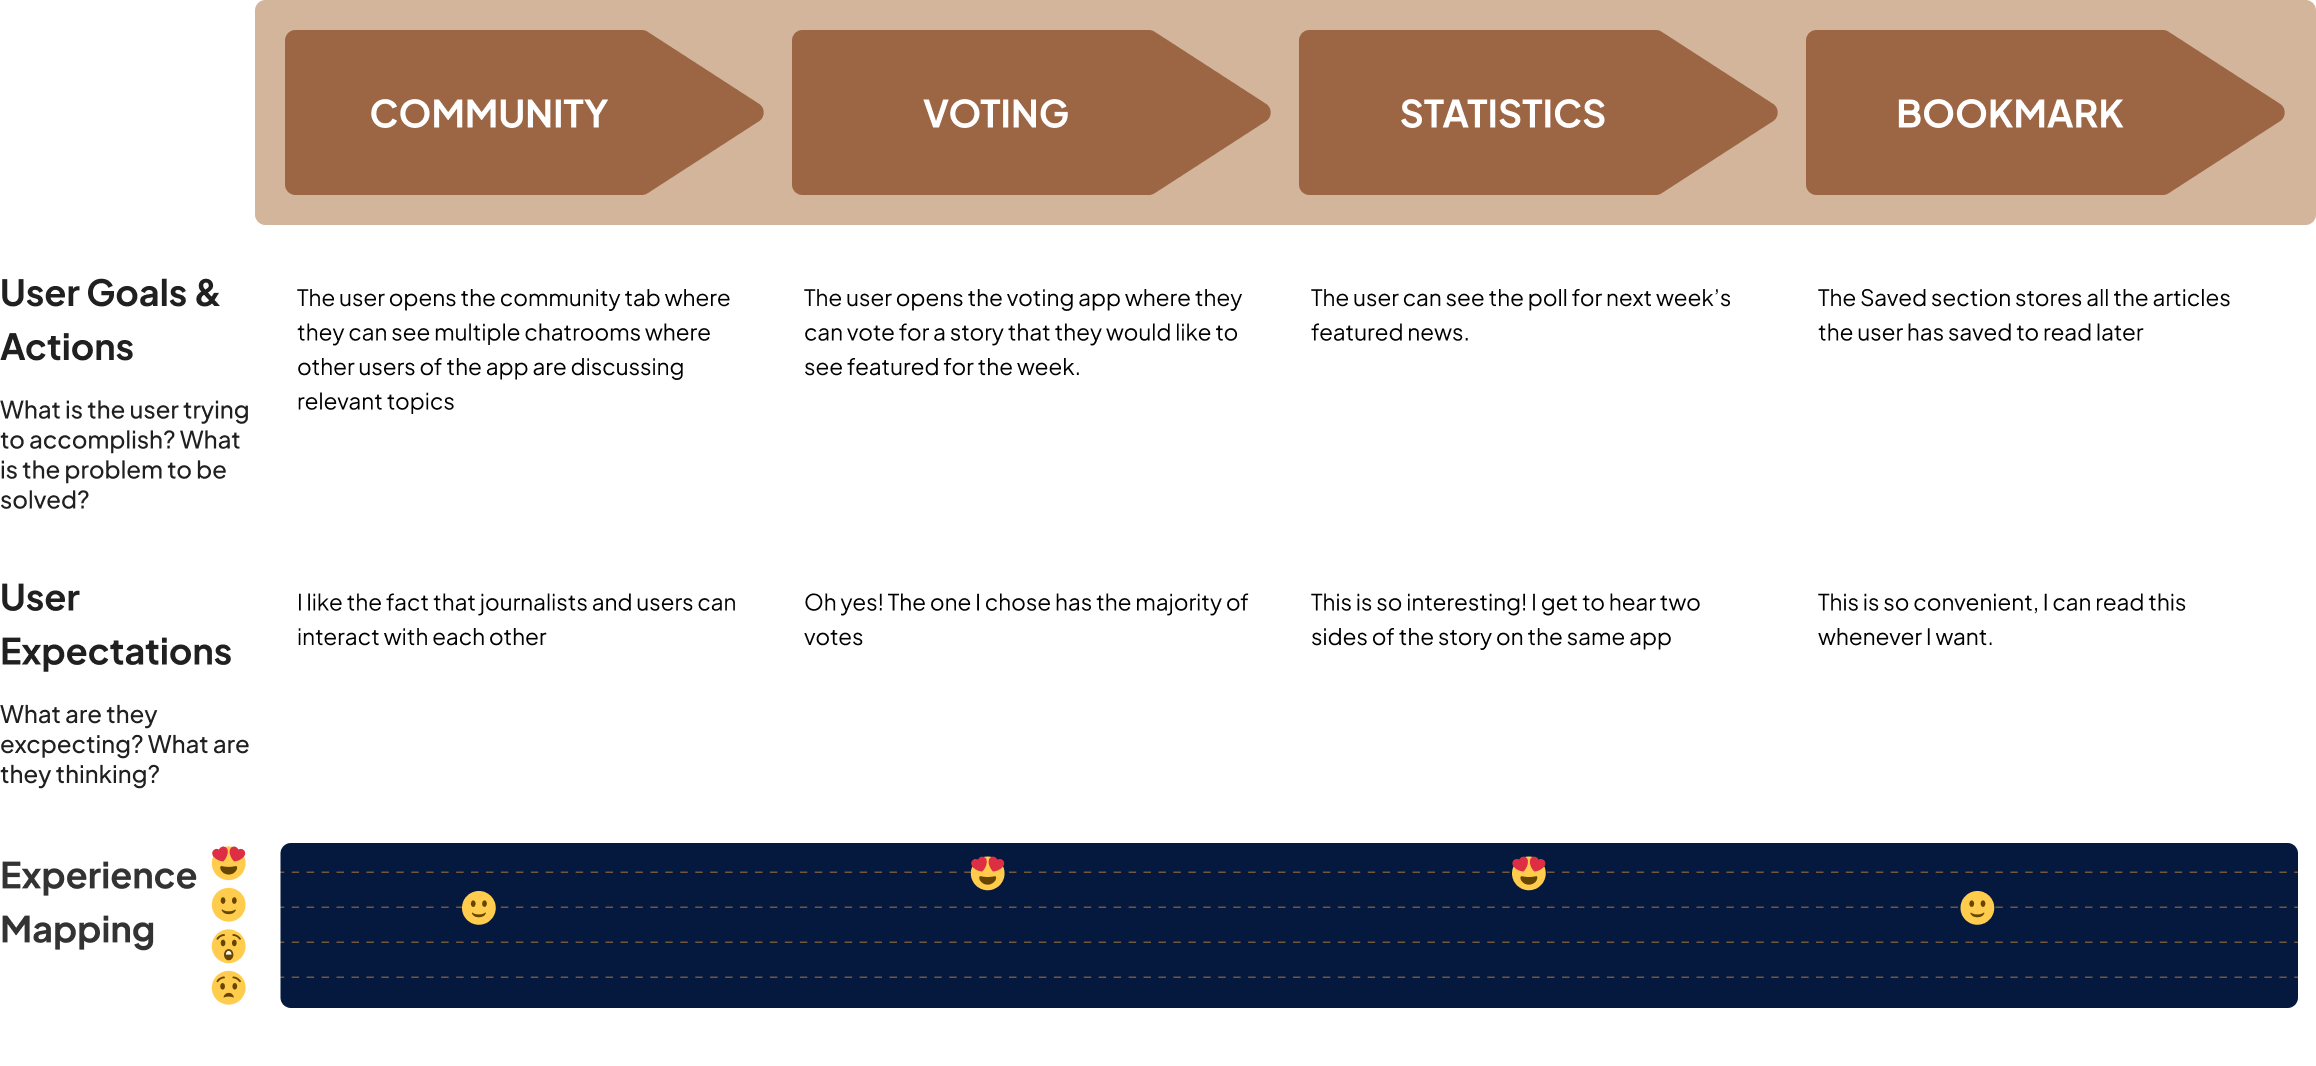 COMMUNITY
VOTING
STATISTICS
BOOKMARK
User Goals &
Actions
What is the user trying
to accomplish? What
is the problem to be
solved?
The user opens the community tab where
they can see multiple chatrooms where
other users of the app are discussing
relevant topics
The user opens the voting app where they
can vote for a story that they would like to
see featured for the week.
The user can see the poll for next week’s
featured news.
The Saved section stores all the articles
the user has saved to read later
User
Expectations
What are they
excpecting? What are
they thinking?
I like the fact that journalists and users can
interact with each other
Oh yes! The one I chose has the majority of
votes
This is so interesting! I get to hear two
sides of the story on the same app
This is so convenient, I can read this
whenever I want.
Experience
Mapping